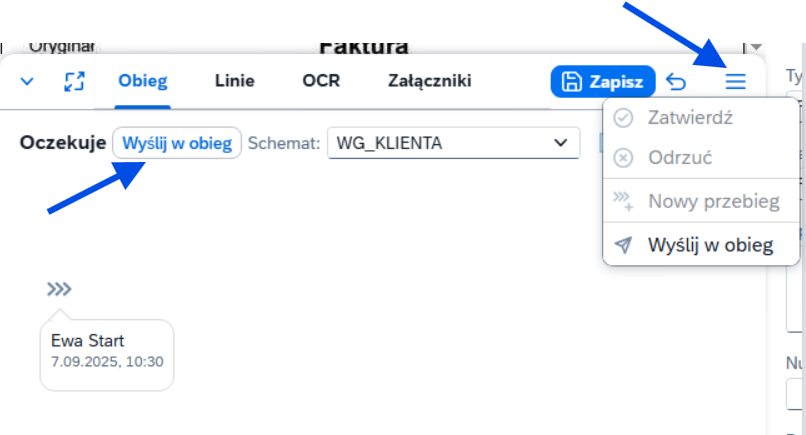 Oryginał
Faktura
Obieg Linie OCR Załączniki Zapisz
Ty
Zatwierdź
Oczekuje Wyślij w obieg Schemat: WG_KLIENTA
Odrzuć
Nowy przebieg
Wyślij w obieg
Ewa Start
7.09.2025, 10:30
Nu